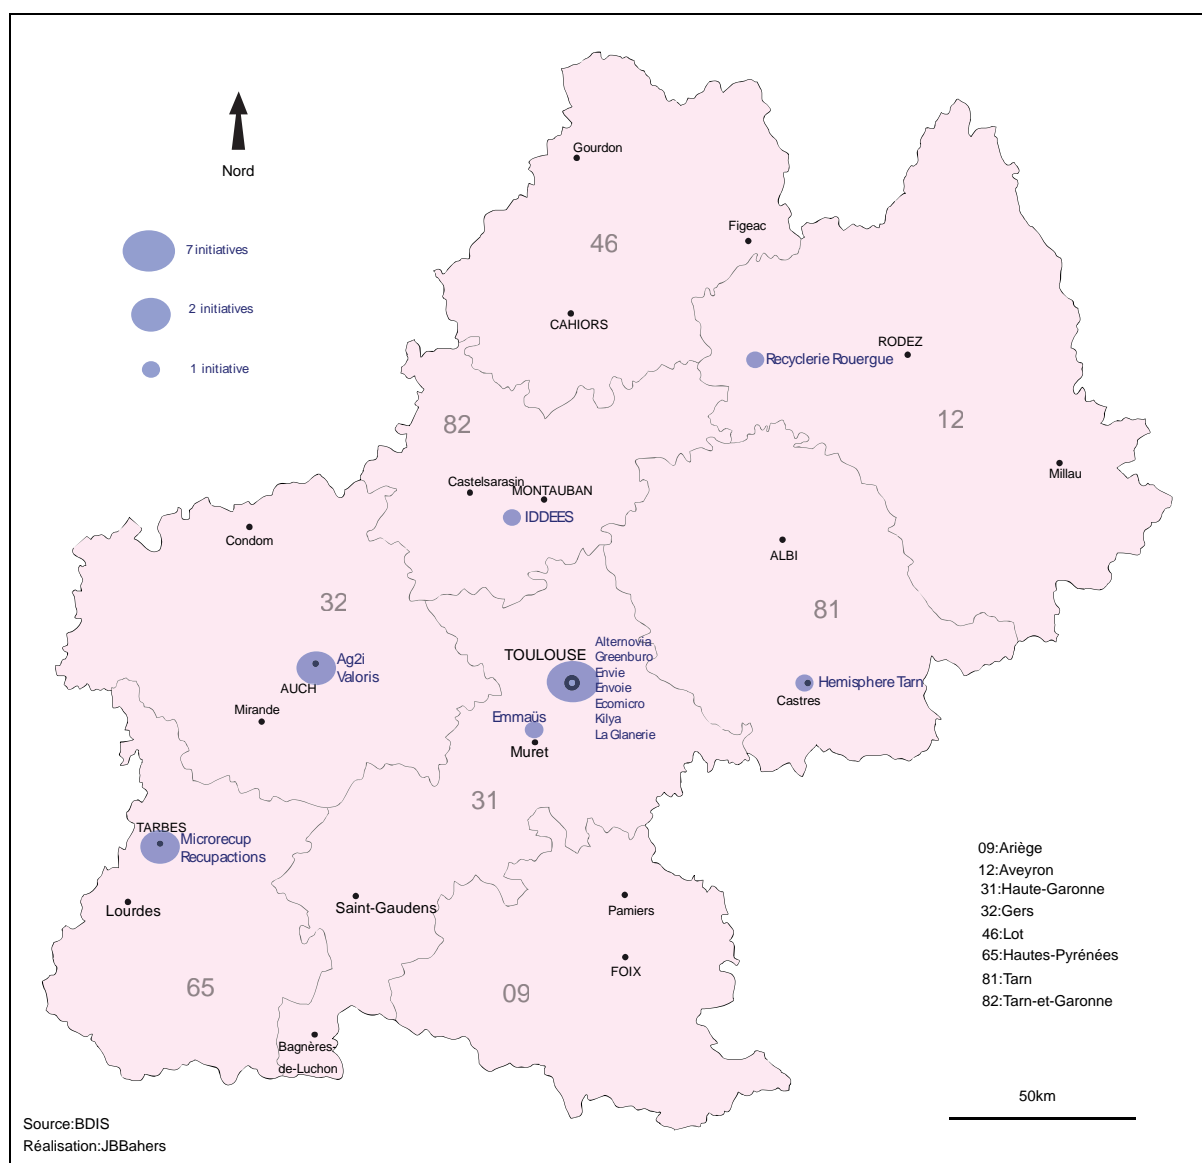 Nord
7 initiatives
2 initiatives
1 initiative
Gourdon
Figeac
46
CAHIORS
RODEZ
Recyclerie Rouergue
12
Millau
82
Castelsarasin
MONTAUBAN
IDDEES
Condom
ALBI
32
81
Ag2i
Valoris
AUCH
Mirande
TOULOUSE
Alternovia
Greenburo
Envie
Envoie
Ecomicro
Kilya
La Glanerie
Emmaüs
Muret
Hemisphere Tarn
Castres
31
TARBES
Microrecup
Recupactions
Lourdes
Saint-Gaudens
Pamiers
FOIX
65
09
Bagnères-
de-Luchon
09:Ariège
12:Aveyron
31:Haute-Garonne
32:Gers
46:Lot
65:Hautes-Pyrénées
81:Tarn
82:Tarn-et-Garonne
50km
Source:BDIS
Réalisation:JBBahers